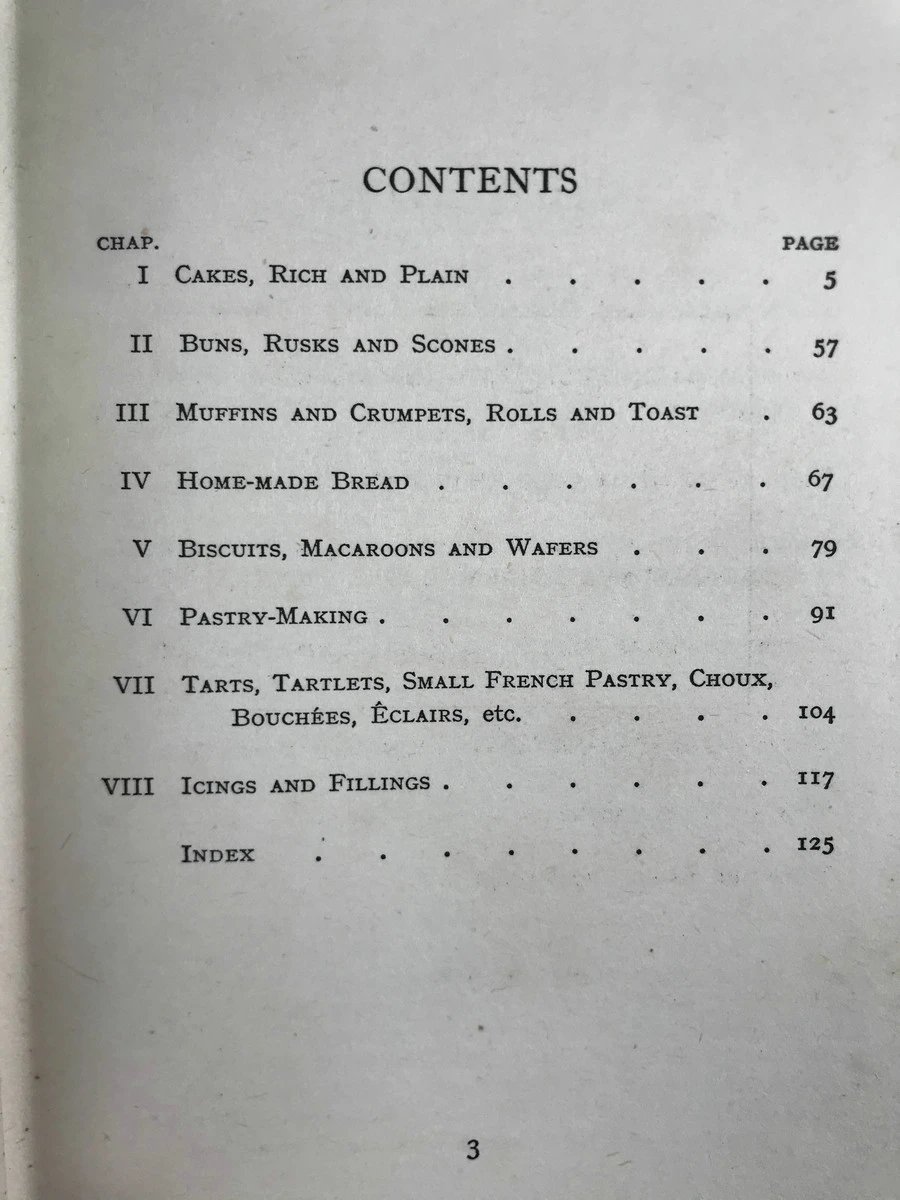 CONTENTS
CHAP. PAGE
I CAKES, RICH AND PLAIN . . . . . 5
II BUNS, RUSKS AND SCONES . . . . . 57
III MUFFINS AND CRUMPETS, ROLLS AND TOAST . 63
IV HOME-MADE BREAD . . . . . . 67
V BISCUITS, MACAROONS AND WAFERS . . . 79
VI PASTRY-MAKING . . . . . . . 91
VII TARTS, TARTLETS, SMALL FRENCH PASTRY, CHOUX,
BOUCHÉES, ÊCLAIRS, etc. . . . . 104
VIII ICINGS AND FILLINGS . . . . . . 117
INDEX . . . . . . . . 125
3